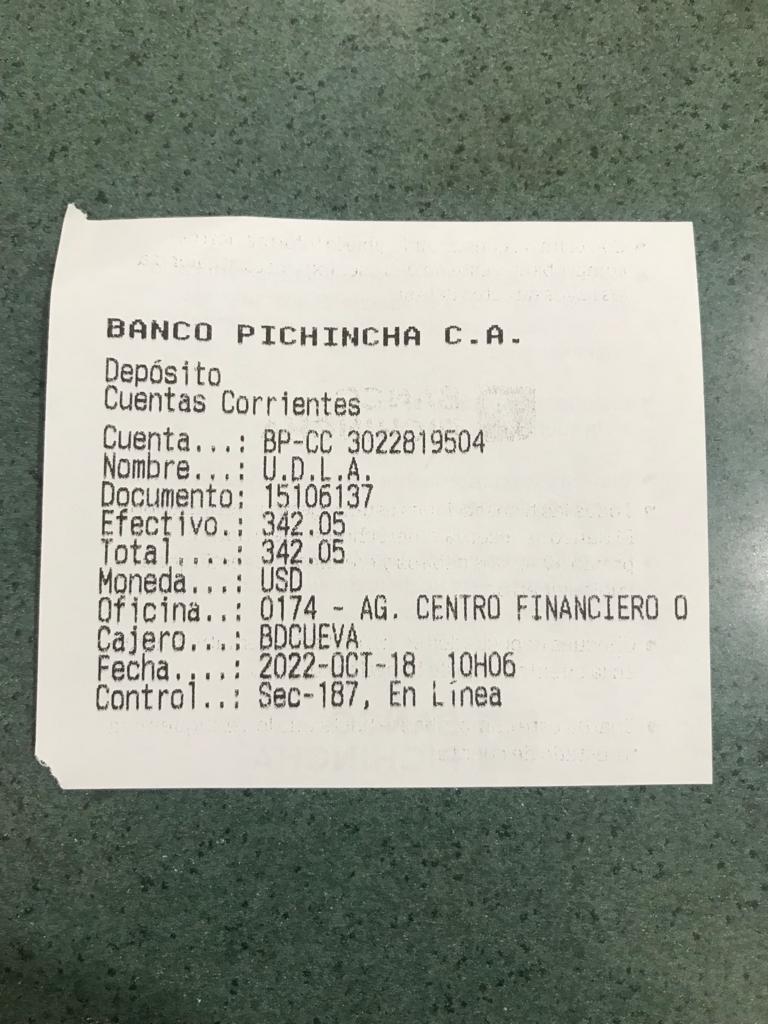 BANCO PICHINCHA C.A.
Depósito
Cuentas Corrientes
Cuenta...: BP-CC 3022819504
Nombre...: U.D.L.A.
Documento: 15106137
Efectivo.: 342.05
Total....: 342.05
Moneda...: USD
Oficina..: 0174 - AG. CENTRO FINANCIERO O
Cajero...: BDCUEVA
Fecha....: 2022-OCT-18 10H06
Control..: Sec-187, En Línea